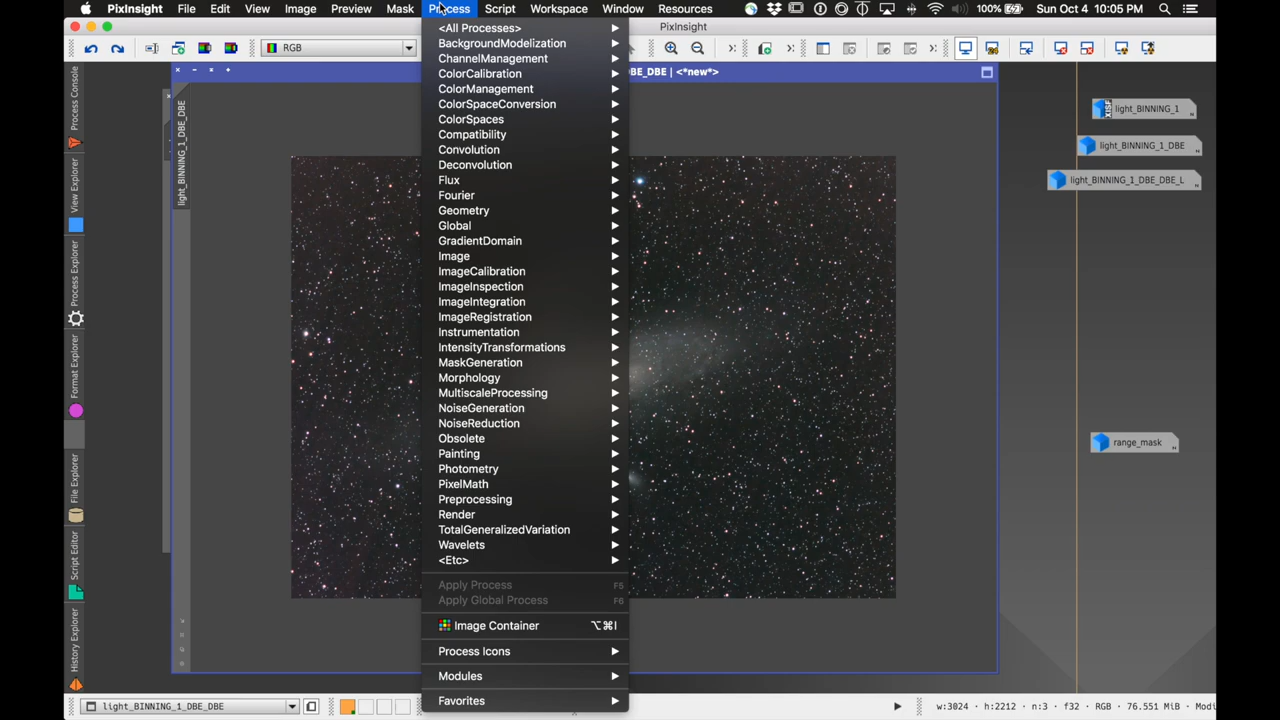 PixInsight File Edit View Image Preview Mask Process Script Workspace Window Resources 100% Sun Oct 4 10:05 PM
PixInsight
RGB
DBE_DBE | <*new*>
<All Processes>
BackgroundModelization
ChannelManagement
ColorCalibration
ColorManagement
ColorSpaceConversion
ColorSpaces
Compatibility
Convolution
Deconvolution
Flux
Fourier
Geometry
Global
GradientDomain
Image
ImageCalibration
ImageInspection
ImageIntegration
ImageRegistration
Instrumentation
IntensityTransformations
MaskGeneration
Morphology
MultiscaleProcessing
NoiseGeneration
NoiseReduction
Obsolete
Painting
Photometry
PixelMath
Preprocessing
Render
TotalGeneralizedVariation
Wavelets
<Etc>
Apply Process F5
Apply Global Process F6
Image Container ⌥⌘I
Process Icons
Modules
Favorites
Process Console
View Explorer
Process Explorer
Format Explorer
File Explorer
Script Editor
History Explorer
light_BINNING_1_DBE_DBE
light_BINNING_1
light_BINNING_1_DBE
light_BINNING_1_DBE_DBE_L
range_mask
light_BINNING_1_DBE_DBE
w:3024 h:2212 n:3 f32 RGB 76.551 MiB Modi